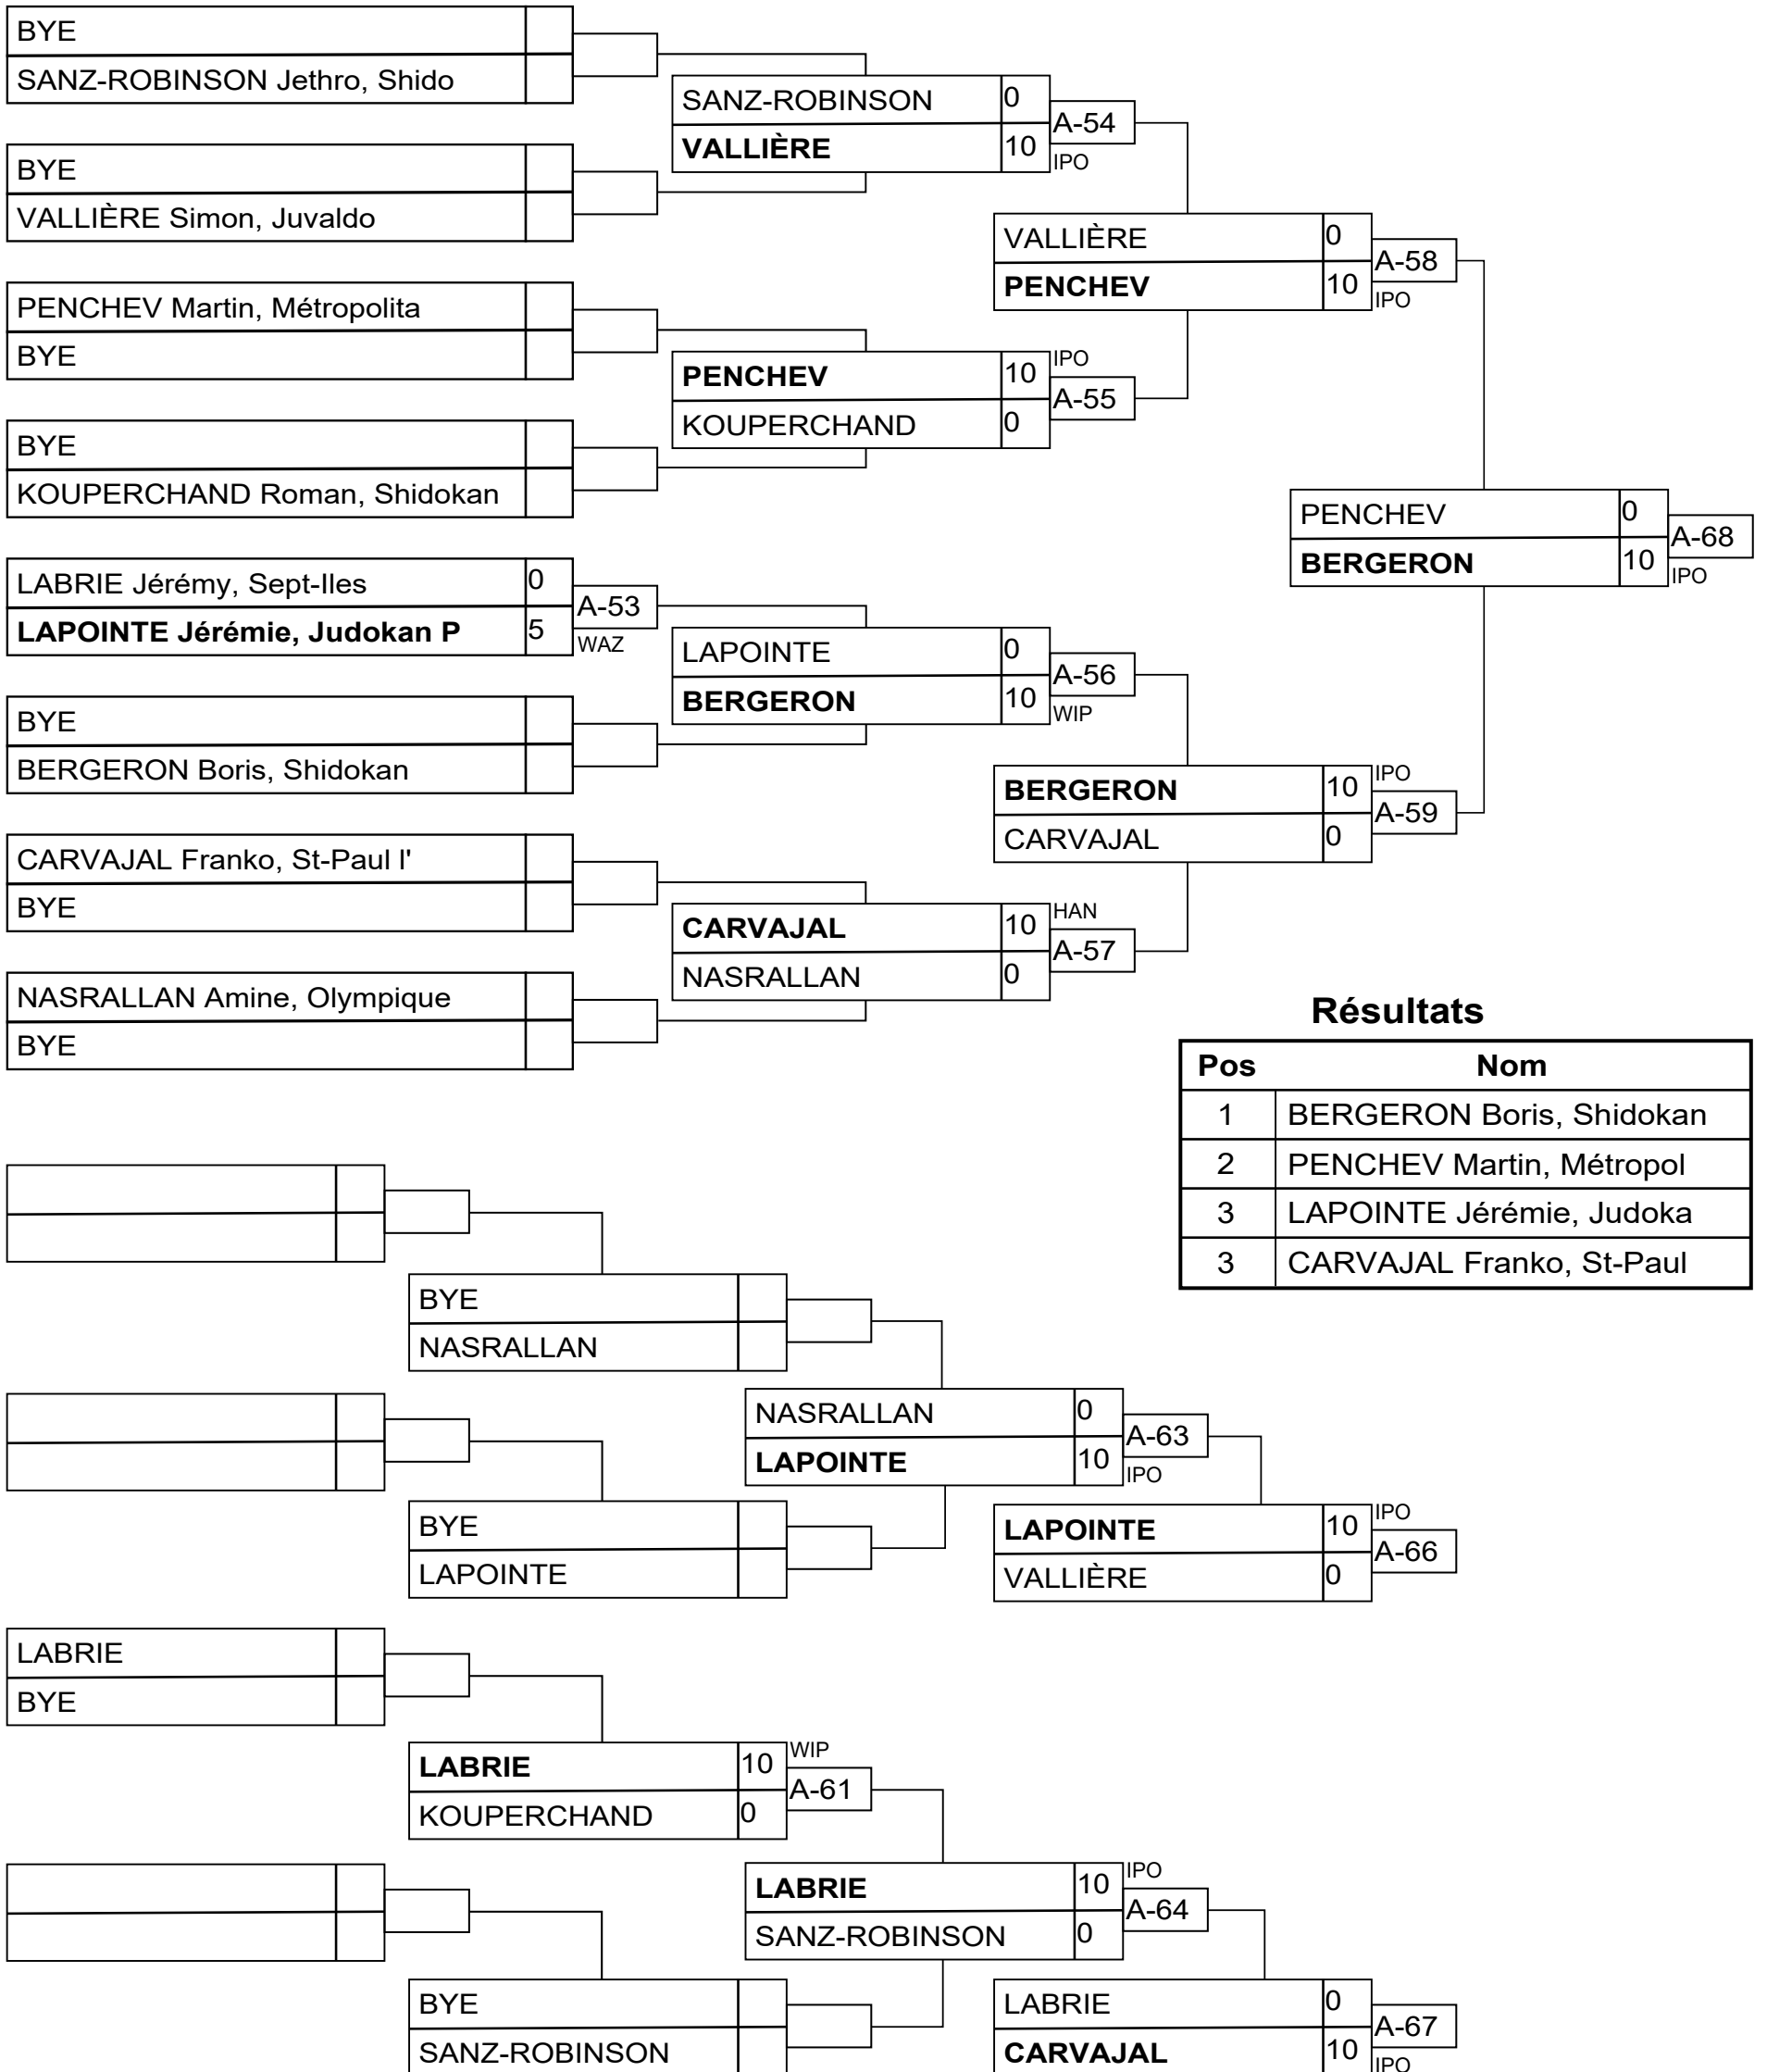 BYE
SANZ-ROBINSON Jethro, Shido
SANZ-ROBINSON 0
A-54
VALLIÈRE 10
IPO
BYE
VALLIÈRE Simon, Juvaldo
VALLIÈRE 0
A-58
PENCHEV 10
IPO
PENCHEV Martin, Métropolita
BYE
IPO
PENCHEV 10
A-55
KOUPERCHAND 0
BYE
KOUPERCHAND Roman, Shidokan
PENCHEV 0
A-68
BERGERON 10
IPO
LABRIE Jérémy, Sept-Iles 0
A-53
LAPOINTE Jérémie, Judokan P 5
WAZ
LAPOINTE 0
A-56
BERGERON 10
WIP
BYE
BERGERON Boris, Shidokan
IPO
BERGERON 10
A-59
CARVAJAL 0
CARVAJAL Franko, St-Paul l'
BYE
HAN
CARVAJAL 10
A-57
NASRALLAN 0
NASRALLAN Amine, Olympique
BYE
Résultats
Pos Nom
1 BERGERON Boris, Shidokan
2 PENCHEV Martin, Métropol
3 LAPOINTE Jérémie, Judoka
3 CARVAJAL Franko, St-Paul
BYE
NASRALLAN
NASRALLAN 0
A-63
LAPOINTE 10
IPO
BYE
LAPOINTE
IPO
LAPOINTE 10
A-66
VALLIÈRE 0
LABRIE
BYE
WIP
LABRIE 10
A-61
KOUPERCHAND 0
IPO
LABRIE 10
A-64
SANZ-ROBINSON 0
BYE
SANZ-ROBINSON
LABRIE 0
A-67
CARVAJAL 10
IPO